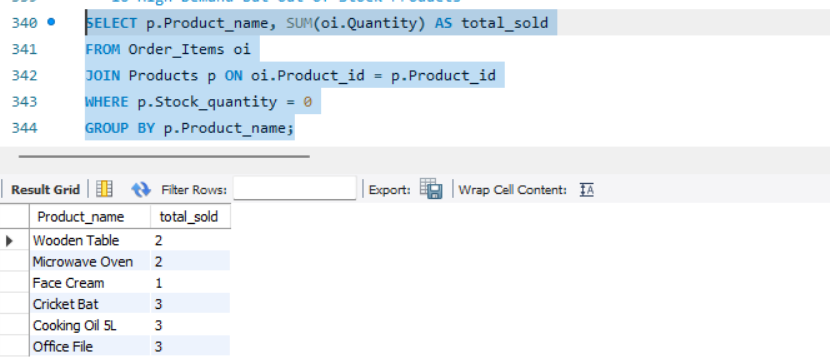 340 SELECT p.Product_name, SUM(oi.Quantity) AS total_sold
341 FROM Order_Items oi
342 JOIN Products p ON oi.Product_id = p.Product_id
343 WHERE p.Stock_quantity = 0
344 GROUP BY p.Product_name;
Result Grid Filter Rows: Export: Wrap Cell Content:
Product_name total_sold
Wooden Table 2
Microwave Oven 2
Face Cream 1
Cricket Bat 3
Cooking Oil 5L 3
Office File 3